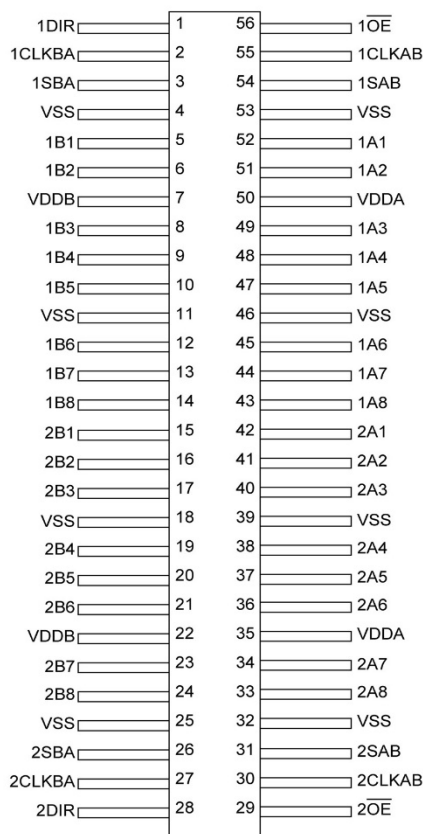 1DIR 1 56 1O̅E̅
1CLKBA 2 55 1CLKAB
1SBA 3 54 1SAB
VSS 4 53 VSS
1B1 5 52 1A1
1B2 6 51 1A2
VDDB 7 50 VDDA
1B3 8 49 1A3
1B4 9 48 1A4
1B5 10 47 1A5
VSS 11 46 VSS
1B6 12 45 1A6
1B7 13 44 1A7
1B8 14 43 1A8
2B1 15 42 2A1
2B2 16 41 2A2
2B3 17 40 2A3
VSS 18 39 VSS
2B4 19 38 2A4
2B5 20 37 2A5
2B6 21 36 2A6
VDDB 22 35 VDDA
2B7 23 34 2A7
2B8 24 33 2A8
VSS 25 32 VSS
2SBA 26 31 2SAB
2CLKBA 27 30 2CLKAB
2DIR 28 29 2O̅E̅